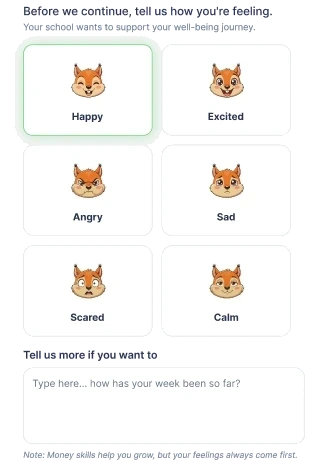 Before we continue, tell us how you're feeling.
Your school wants to support your well-being journey.
Happy
Excited
Angry
Sad
Scared
Calm
Tell us more if you want to
Type here... how has your week been so far?
Note: Money skills help you grow, but your feelings always come first.